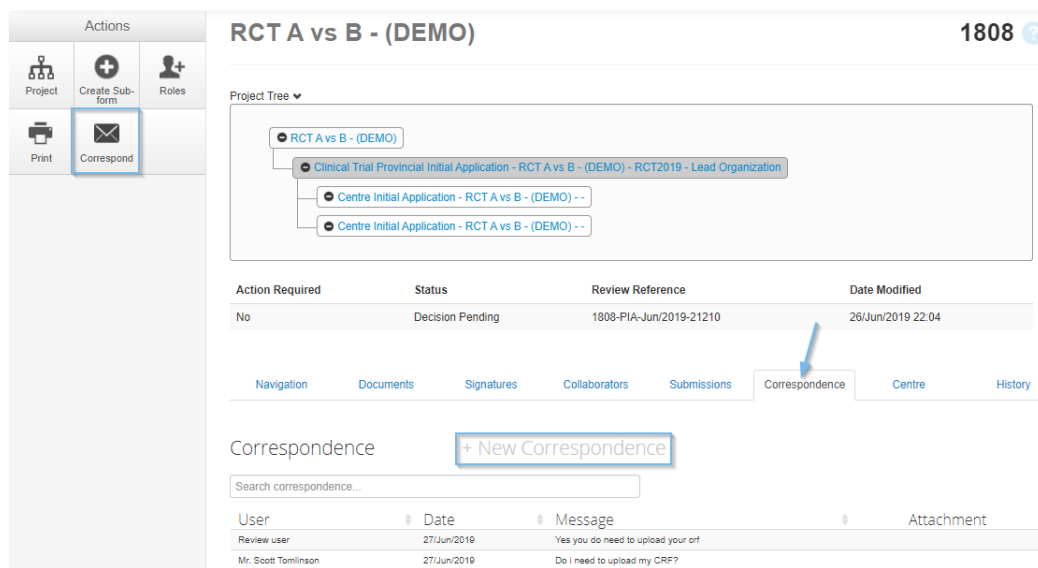 Actions
RCT A vs B - (DEMO)
1808 ?
Project
Create Sub-
form
Roles
Print
Correspond
Project Tree
RCT A vs B - (DEMO)
Clinical Trial Provincial Initial Application - RCT A vs B - (DEMO) - RCT2019 - Lead Organization
Centre Initial Application - RCT A vs B - (DEMO) - -
Centre Initial Application - RCT A vs B - (DEMO) - -
Action Required Status Review Reference Date Modified
No Decision Pending 1808-PIA-Jun/2019-21210 26/Jun/2019 22:04
Navigation Documents Signatures Collaborators Submissions Correspondence Centre History
Correspondence + New Correspondence
Search correspondence...
User Date Message Attachment
Review user 27/Jun/2019 Yes you do need to upload your crf
Mr. Scott Tomlinson 27/Jun/2019 Do i need to upload my CRF?